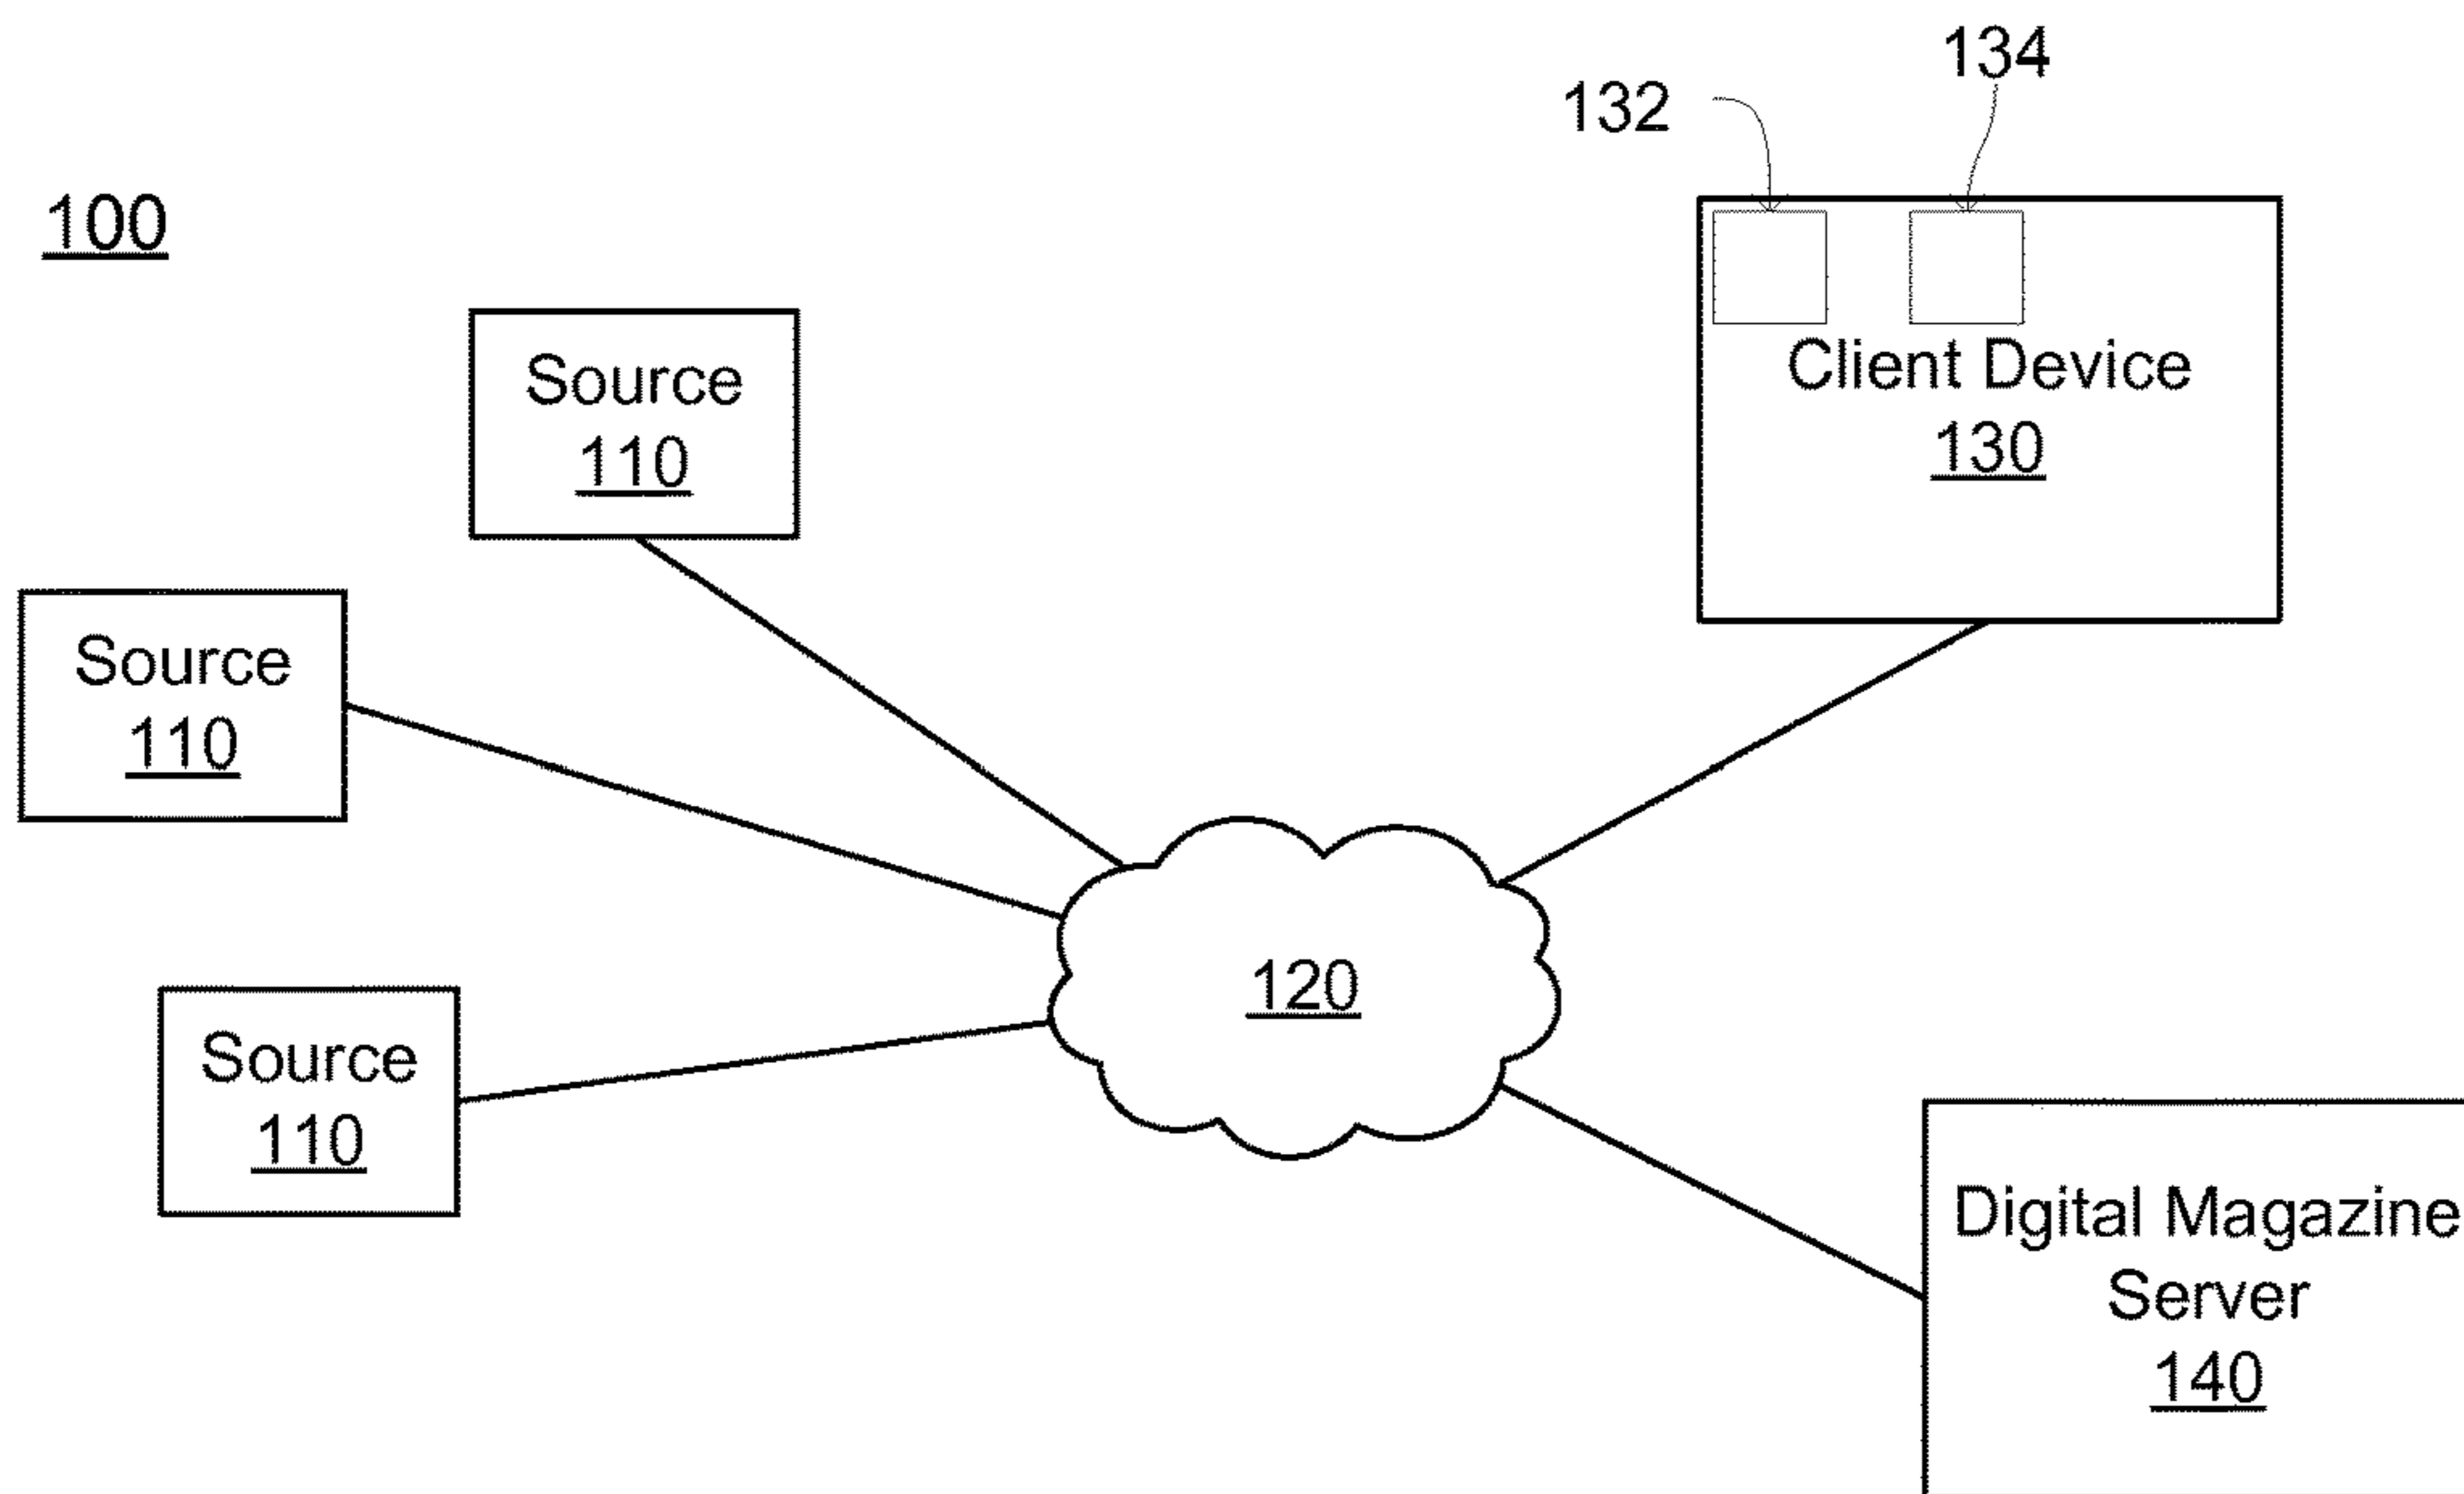 134
132
100
Source
110
Client Device
130
Source
110
120
Source
110
Digital Magazine
Server
140